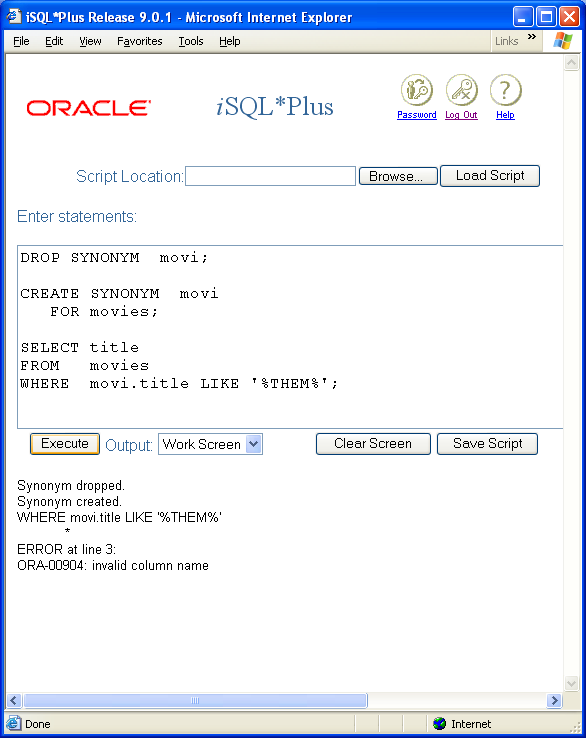 iSQL*Plus Release 9.0.1 - Microsoft Internet Explorer
File Edit View Favorites Tools Help Links »
ORACLE®
iSQL*Plus
Password Log Out Help
Script Location: Browse... Load Script
Enter statements:
DROP SYNONYM movi;
CREATE SYNONYM movi
FOR movies;
SELECT title
FROM movies
WHERE movi.title LIKE '%THEM%';
Execute Output: Work Screen Clear Screen Save Script
Synonym dropped.
Synonym created.
WHERE movi.title LIKE '%THEM%'
*
ERROR at line 3:
ORA-00904: invalid column name
Done Internet